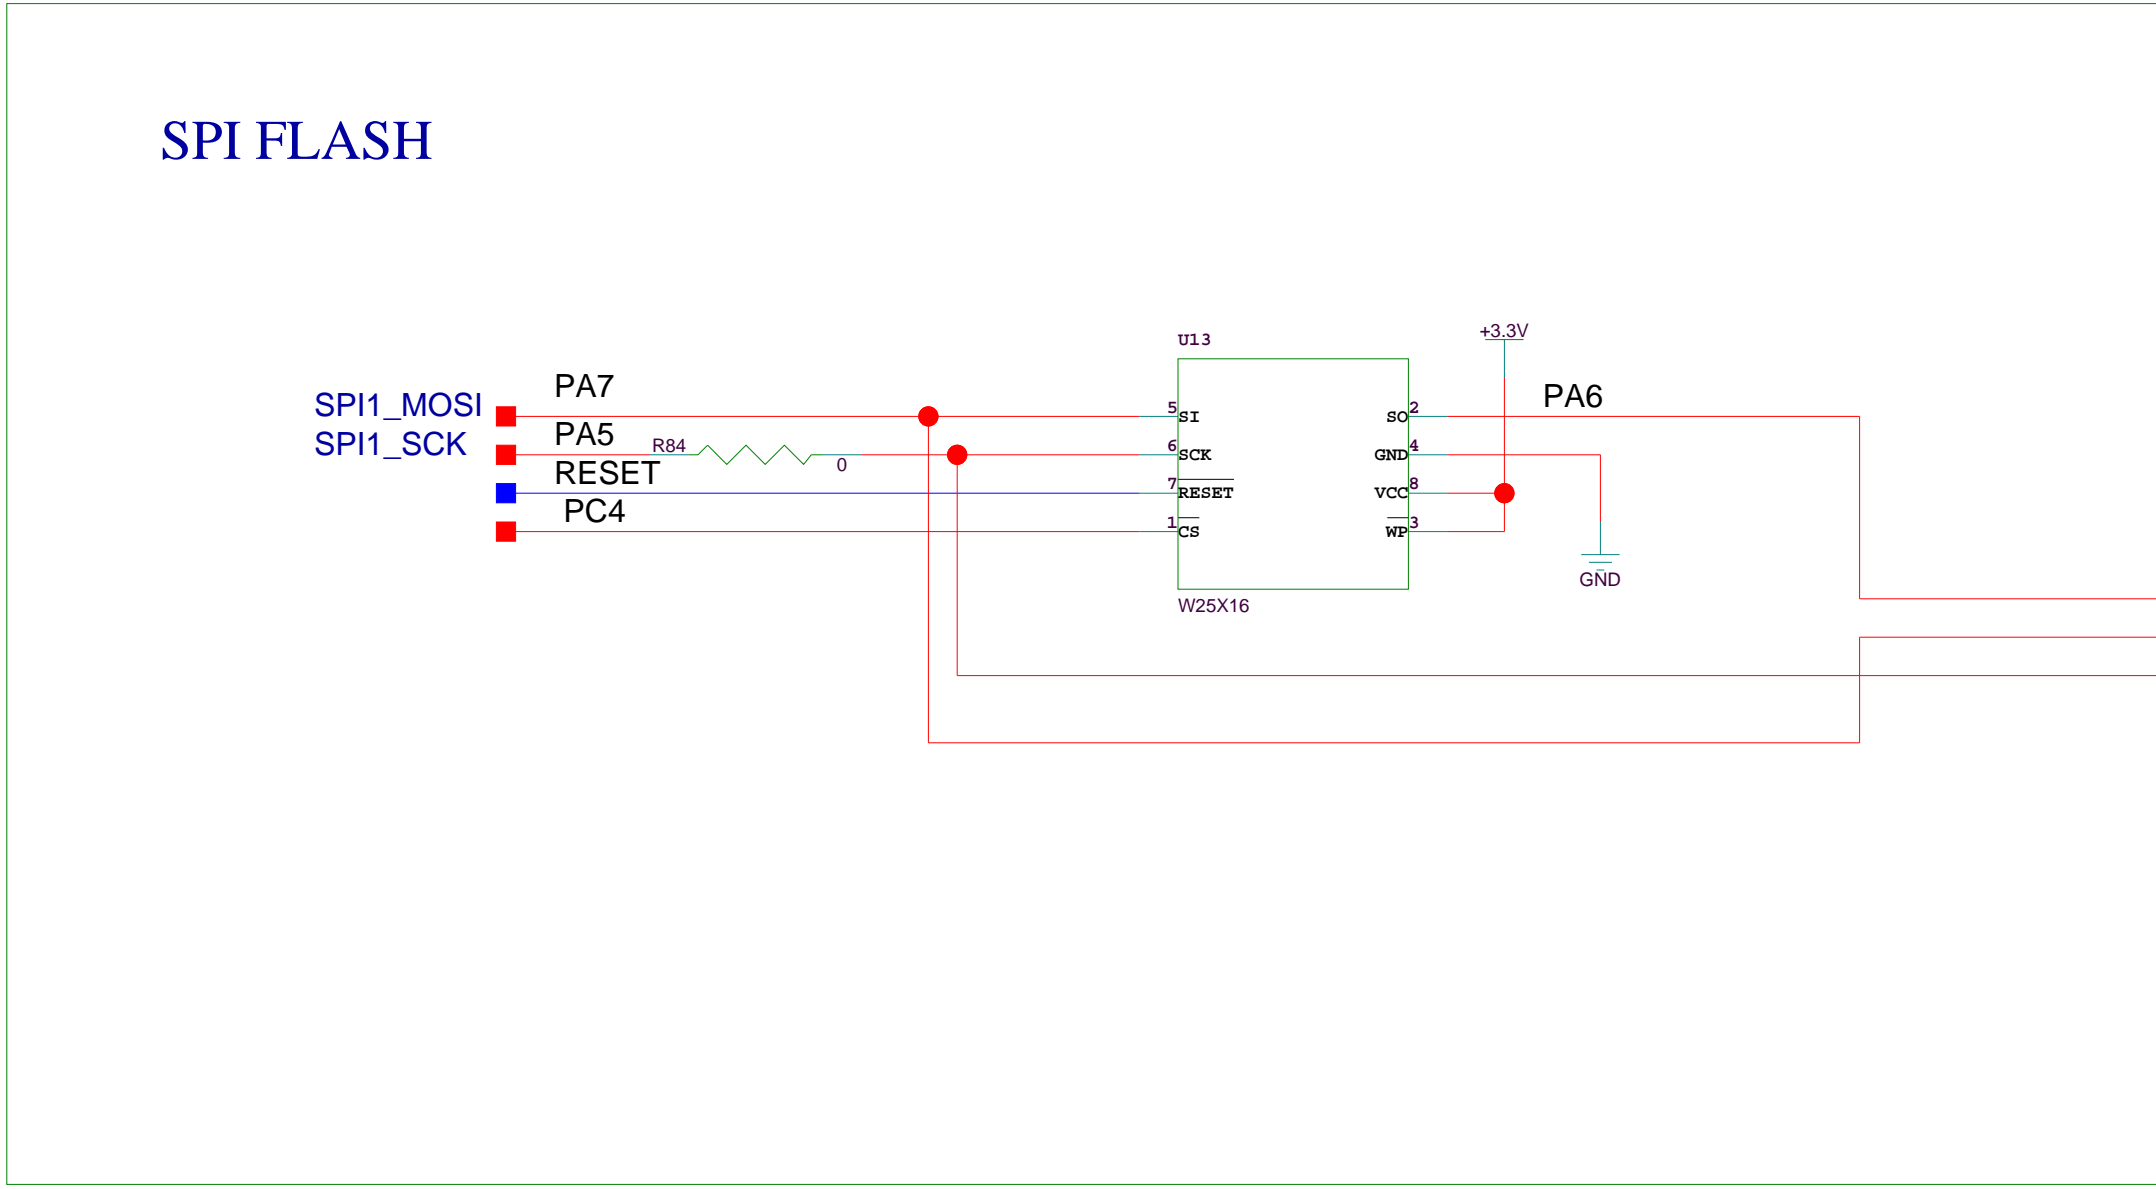 SPI FLASH
U13
+3.3V
PA7
PA6
SPI1_MOSI
5
SI
SO
2
PA5
SPI1_SCK
R84
0
6
SCK
GND
4
RESET
7
RESET
VCC
8
PC4
1
CS
WP
3
GND
W25X16